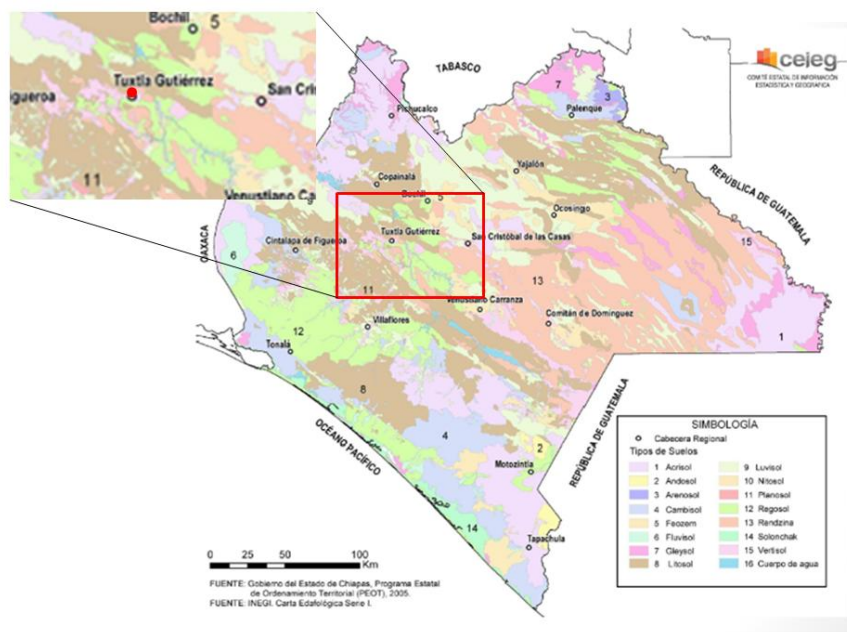 Bochil 5
Tuxtla Gutiérrez
San Cris
igueroa
11
Venustiano Ca
ceieg
COMITÉ ESTATAL DE INFORMACIÓN
ESTADÍSTICA Y GEOGRÁFICA
TABASCO
7
3
Pichucalco
Palenque
Yajalón
Copainalá
Bochil
5
REPÚBLICA DE GUATEMALA
Ocosingo
OAXACA
Tuxtla Gutiérrez
San Cristóbal de las Casas
Cintalapa de Figueroa
6
15
13
11
Venustiano Carranza
Villaflores
Comitán de Domínguez
12
Tonalá
1
8
OCÉANO PACÍFICO
4
2
REPÚBLICA DE GUATEMALA
Motozintla
14
Tapachula
SIMBOLOGÍA
Cabecera Regional
Tipos de Suelos
1 Acrisol
2 Andosol
3 Arenosol
4 Cambisol
5 Feozem
6 Fluvisol
7 Gleysol
8 Litosol
9 Luvisol
10 Nitosol
11 Planosol
12 Regosol
13 Rendzina
14 Solonchak
15 Vertisol
16 Cuerpo de agua
0 25 50 100
Km
FUENTE: Gobierno del Estado de Chiapas, Programa Estatal
de Ordenamiento Territorial (PEOT), 2005.
FUENTE: INEGI. Carta Edafológica Serie I.